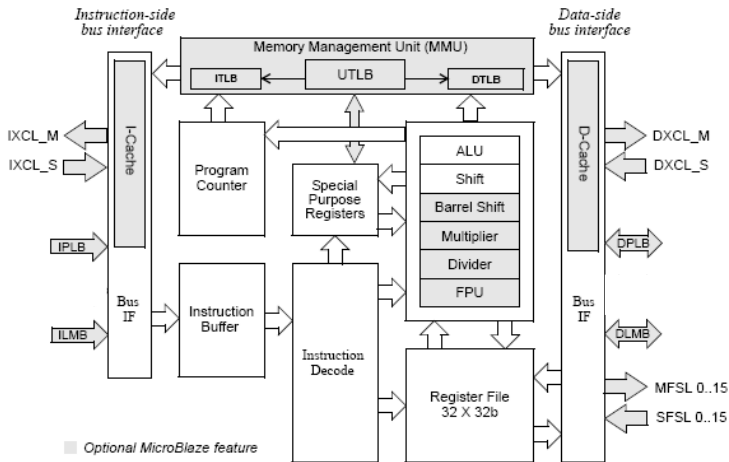 Instruction-side
bus interface
Data-side
bus interface
Memory Management Unit (MMU)
ITLB
UTLB
DTLB
IXCL_M
IXCL_S
I-Cache
IPLB
ILMB
Bus
IF
Program
Counter
Special
Purpose
Registers
Instruction
Buffer
Instruction
Decode
ALU
Shift
Barrel Shift
Multiplier
Divider
FPU
Register File
32 X 32b
D-Cache
Bus
IF
DXCL_M
DXCL_S
DPLB
DLMB
MFSL 0..15
SFSL 0..15
Optional MicroBlaze feature